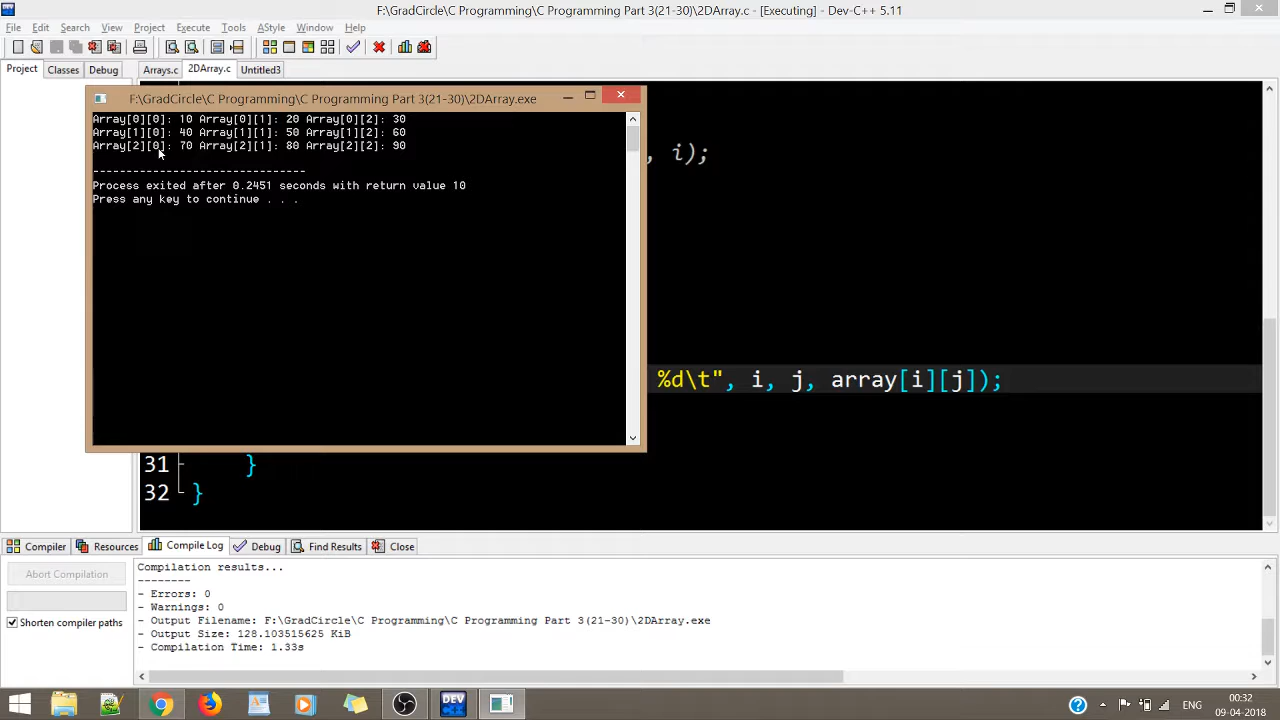 F:\GradCircle\C Programming\C Programming Part 3(21-30)\2DArray.c - [Executing] - Dev-C++ 5.11
File Edit Search View Project Execute Tools AStyle Window Help
Project Classes Debug Arrays.c 2DArray.c Untitled3
F:\GradCircle\C Programming\C Programming Part 3(21-30)\2DArray.exe
Array[0][0]: 10 Array[0][1]: 20 Array[0][2]: 30
Array[1][0]: 40 Array[1][1]: 50 Array[1][2]: 60
Array[2][0]: 70 Array[2][1]: 80 Array[2][2]: 90
--------------------------------
Process exited after 0.2451 seconds with return value 10
Press any key to continue . . .
, i);
%d\t", i, j, array[i][j]);
31 }
32 }
Compiler Resources Compile Log Debug Find Results Close
Abort Compilation
Shorten compiler paths
Compilation results...
--------
- Errors: 0
- Warnings: 0
- Output Filename: F:\GradCircle\C Programming\C Programming Part 3(21-30)\2DArray.exe
- Output Size: 128.103515625 KiB
- Compilation Time: 1.33s
DEV
ENG
00:32
09-04-2018